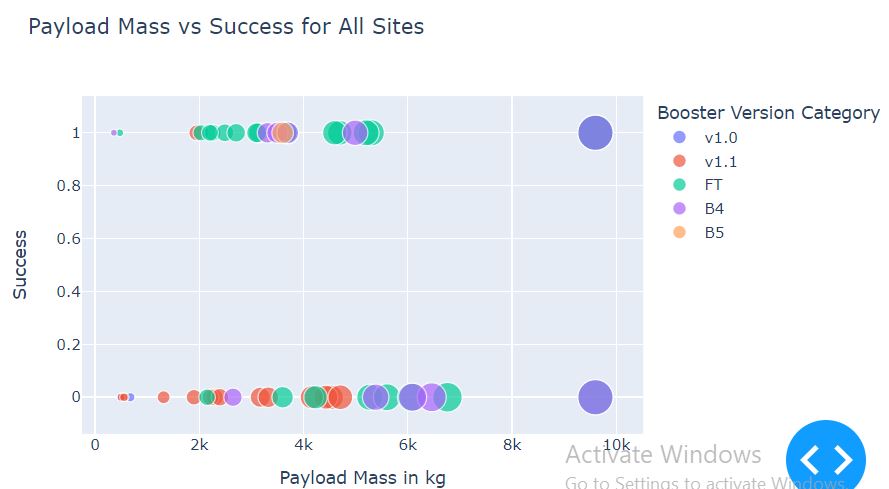 Payload Mass vs Success for All Sites
Booster Version Category
v1.0
v1.1
FT
B4
B5
Success
1
0.8
0.6
0.4
0.2
0
0 2k 4k 6k 8k 10k
Payload Mass in kg
Activate Windows
Go to Settings to activate Windows.